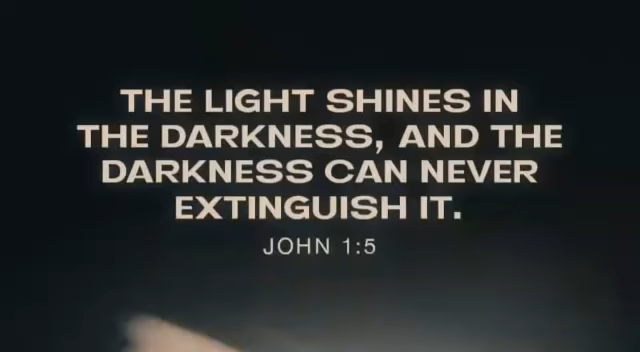 THE LIGHT SHINES IN
THE DARKNESS, AND THE
DARKNESS CAN NEVER
EXTINGUISH IT.
JOHN 1:5